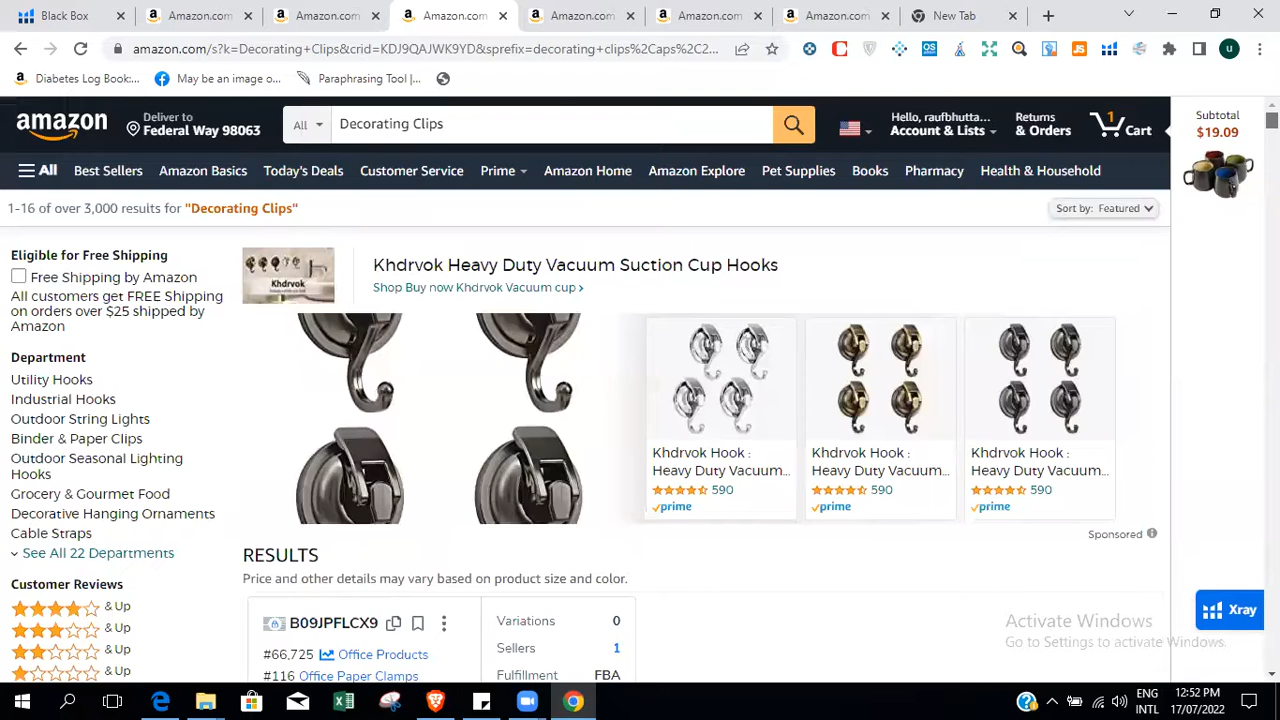 Black Box
Amazon.com
Amazon.com
Amazon.com
Amazon.com
Amazon.com
Amazon.com
New Tab
amazon.com/s?k=Decorating+Clips&crid=KDJ9QAJWK9YD&sprefix=decorating+clips%2Caps%2C2...
Diabetes Log Book:...
May be an image o...
Paraphrasing Tool |...
amazon
Deliver to
Federal Way 98063
All
Decorating Clips
Hello, raufbhutta...
Account & Lists
Returns
& Orders
1
Cart
Subtotal
$19.09
All
Best Sellers
Amazon Basics
Today's Deals
Customer Service
Prime
Amazon Home
Amazon Explore
Pet Supplies
Books
Pharmacy
Health & Household
1-16 of over 3,000 results for "Decorating Clips"
Sort by: Featured
Eligible for Free Shipping
Free Shipping by Amazon
All customers get FREE Shipping
on orders over $25 shipped by
Amazon
Department
Utility Hooks
Industrial Hooks
Outdoor String Lights
Binder & Paper Clips
Outdoor Seasonal Lighting
Hooks
Grocery & Gourmet Food
Decorative Hanging Ornaments
Cable Straps
See All 22 Departments
Customer Reviews
& Up
& Up
& Up
& Up
Khdrvok
Khdrvok Heavy Duty Vacuum Suction Cup Hooks
Shop Buy now Khdrvok Vacuum cup ›
Khdrvok Hook :
Heavy Duty Vacuum...
590
prime
Khdrvok Hook :
Heavy Duty Vacuum...
590
prime
Khdrvok Hook :
Heavy Duty Vacuum...
590
prime
Sponsored
RESULTS
Price and other details may vary based on product size and color.
B09JPFLCX9
#66,725 Office Products
#116 Office Paper Clamps
Variations 0
Sellers 1
Fulfillment FBA
Xray
Activate Windows
Go to Settings to activate Windows.
ENG
INTL
12:52 PM
17/07/2022